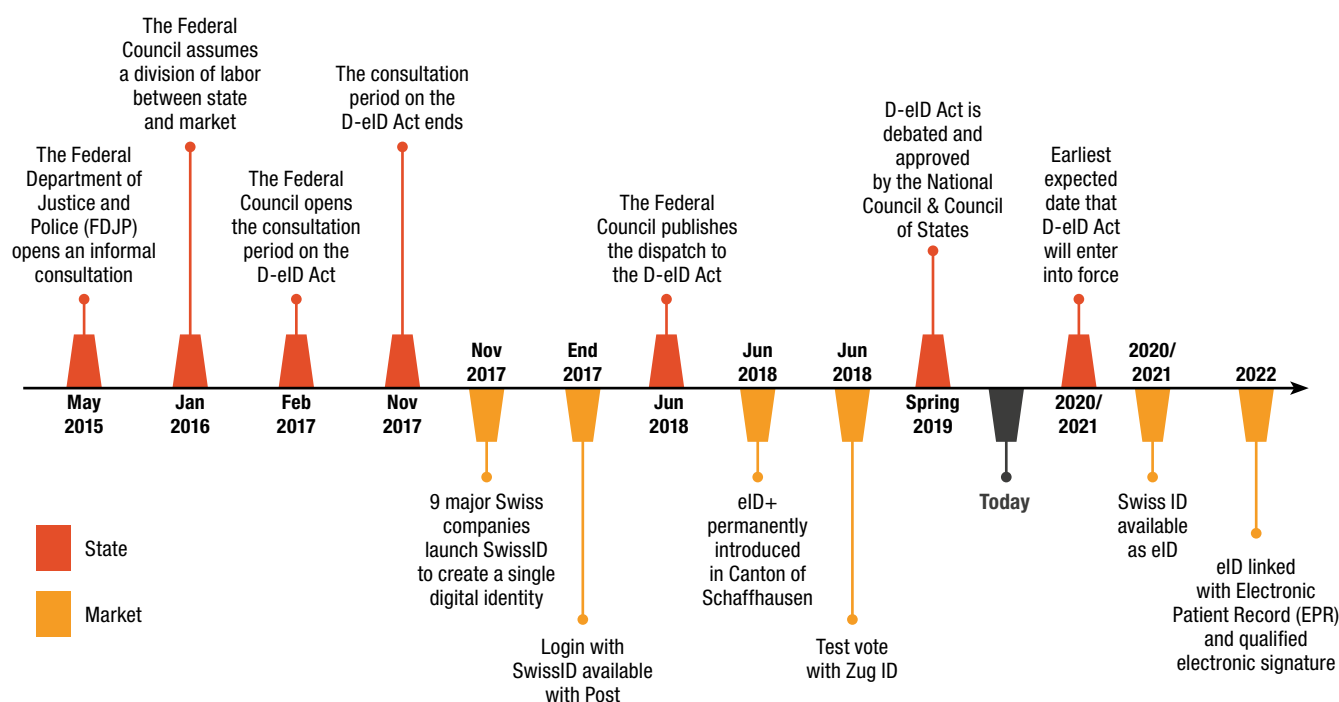 The Federal
Department of
Justice and
Police (FDJP)
opens an informal
consultation
May
2015
The Federal
Council assumes
a division of labor
between state
and market
Jan
2016
The Federal
Council opens
the consultation
period on the
D-eID Act
Feb
2017
The consultation
period on the
D-eID Act ends
Nov
2017
Nov
2017
9 major Swiss
companies
launch SwissID
to create a single
digital identity
End
2017
Login with
SwissID available
with Post
The Federal
Council publishes
the dispatch to
the D-eID Act
Jun
2018
Jun
2018
eID+
permanently
introduced
in Canton of
Schaffhausen
Jun
2018
Test vote
with Zug ID
D-eID Act is
debated and
approved
by the National
Council & Council
of States
Spring
2019
Today
Earliest
expected
date that
D-eID Act
will enter
into force
2020/
2021
2020/
2021
Swiss ID
available
as eID
2022
eID linked
with Electronic
Patient Record (EPR)
and qualified
electronic signature
State
Market